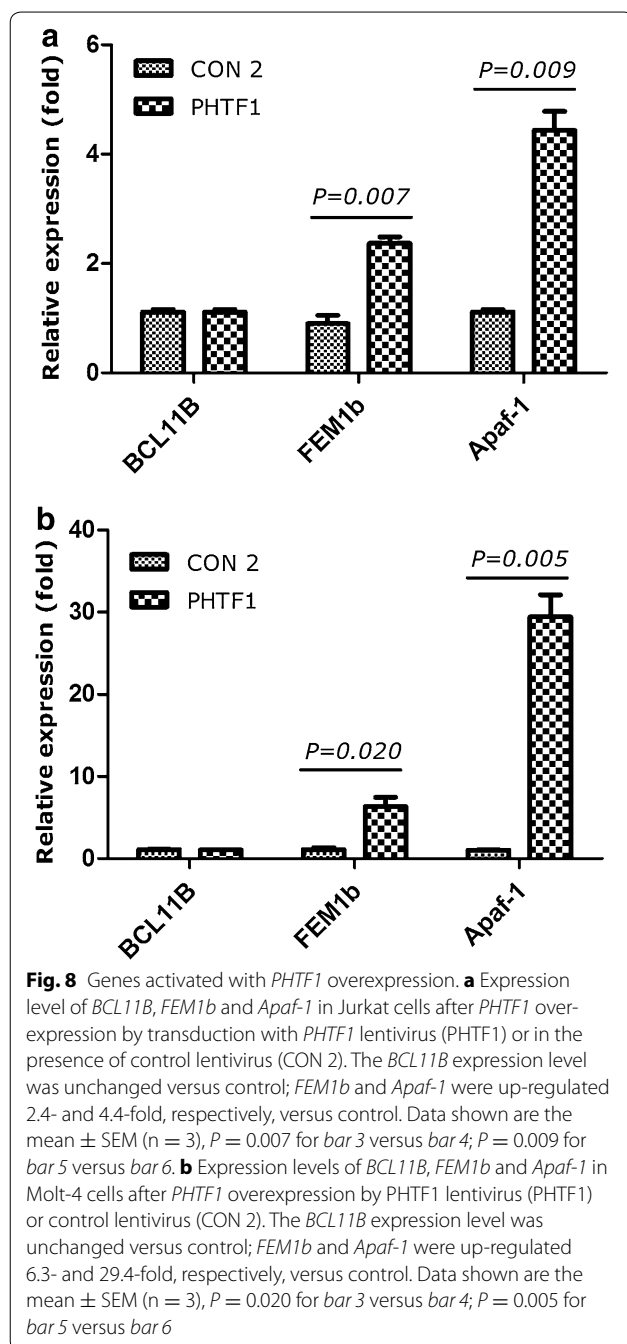 a
6
4
2
0
Relative expression (fold)
CON 2
PHTF1
P=0.007
P=0.009
BCL11B
FEM1b
Apaf-1
b
40
30
20
10
0
Relative expression (fold)
CON 2
PHTF1
P=0.020
P=0.005
BCL11B
FEM1b
Apaf-1
Fig. 8 Genes activated with PHTF1 overexpression. a Expression
level of BCL11B, FEM1b and Apaf-1 in Jurkat cells after PHTF1 over-
expression by transduction with PHTF1 lentivirus (PHTF1) or in the
presence of control lentivirus (CON 2). The BCL11B expression level
was unchanged versus control; FEM1b and Apaf-1 were up-regulated
2.4- and 4.4-fold, respectively, versus control. Data shown are the
mean ± SEM (n = 3), P = 0.007 for bar 3 versus bar 4; P = 0.009 for
bar 5 versus bar 6. b Expression levels of BCL11B, FEM1b and Apaf-1 in
Molt-4 cells after PHTF1 overexpression by PHTF1 lentivirus (PHTF1)
or control lentivirus (CON 2). The BCL11B expression level was
unchanged versus control; FEM1b and Apaf-1 were up-regulated
6.3- and 29.4-fold, respectively, versus control. Data shown are the
mean ± SEM (n = 3), P = 0.020 for bar 3 versus bar 4; P = 0.005 for
bar 5 versus bar 6